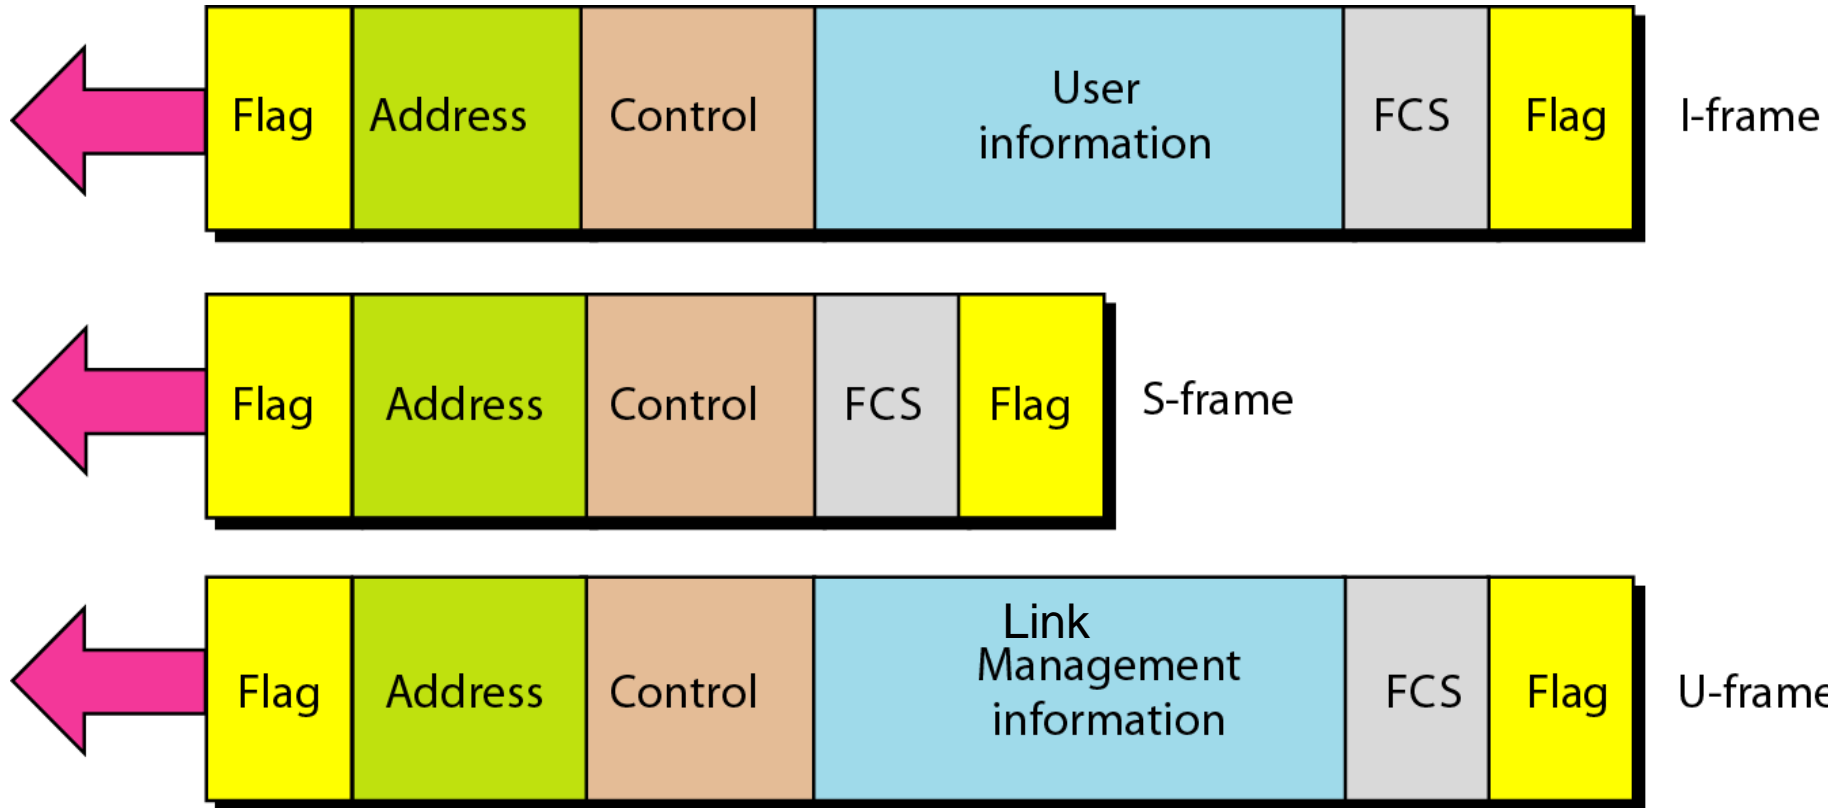 Flag Address Control User information FCS Flag I-frame
Flag Address Control FCS Flag S-frame
Flag Address Control Link Management information FCS Flag U-frame